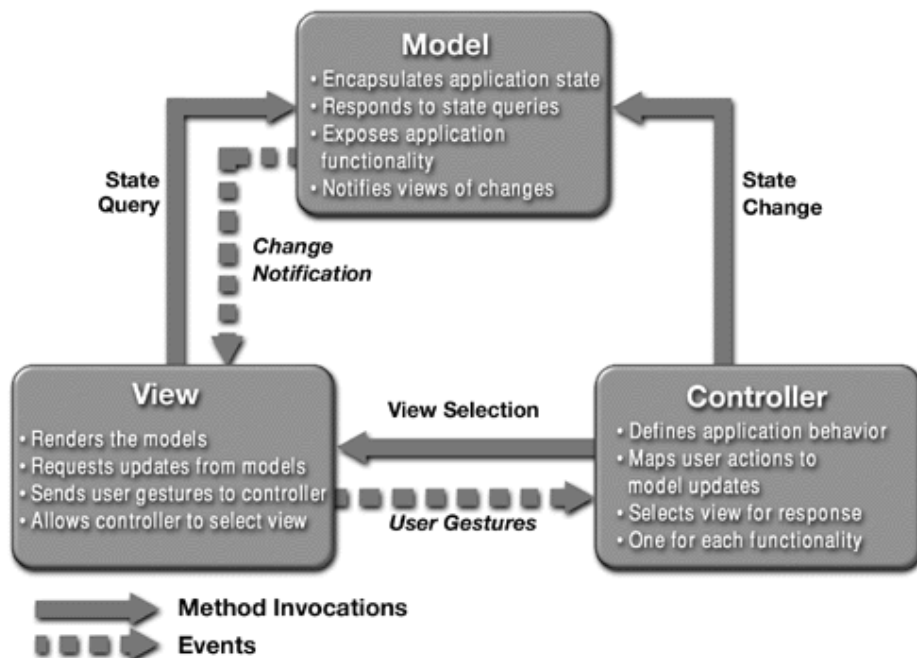 Model
• Encapsulates application state
• Responds to state queries
• Exposes application
functionality
• Notifies views of changes
State
Query
State
Change
Change
Notification
View
• Renders the models
• Requests updates from models
• Sends user gestures to controller
• Allows controller to select view
View Selection
User Gestures
Controller
• Defines application behavior
• Maps user actions to
model updates
• Selects view for response
• One for each functionality
Method Invocations
Events